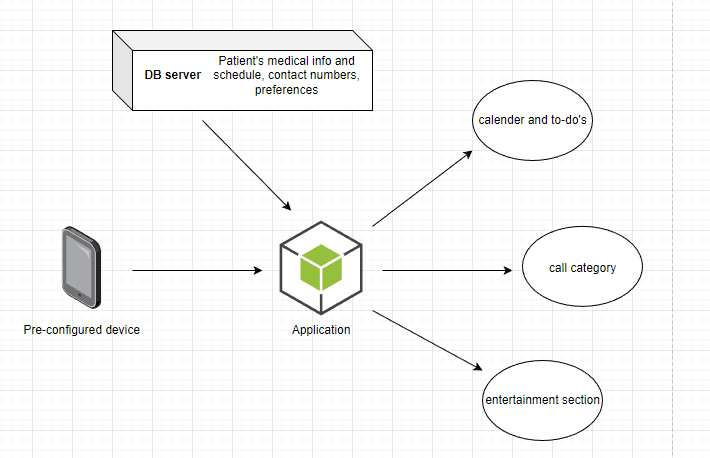 DB server
Patient's medical info and
schedule, contact numbers,
preferences
calender and to-do's
call category
entertainment section
Pre-configured device
Application